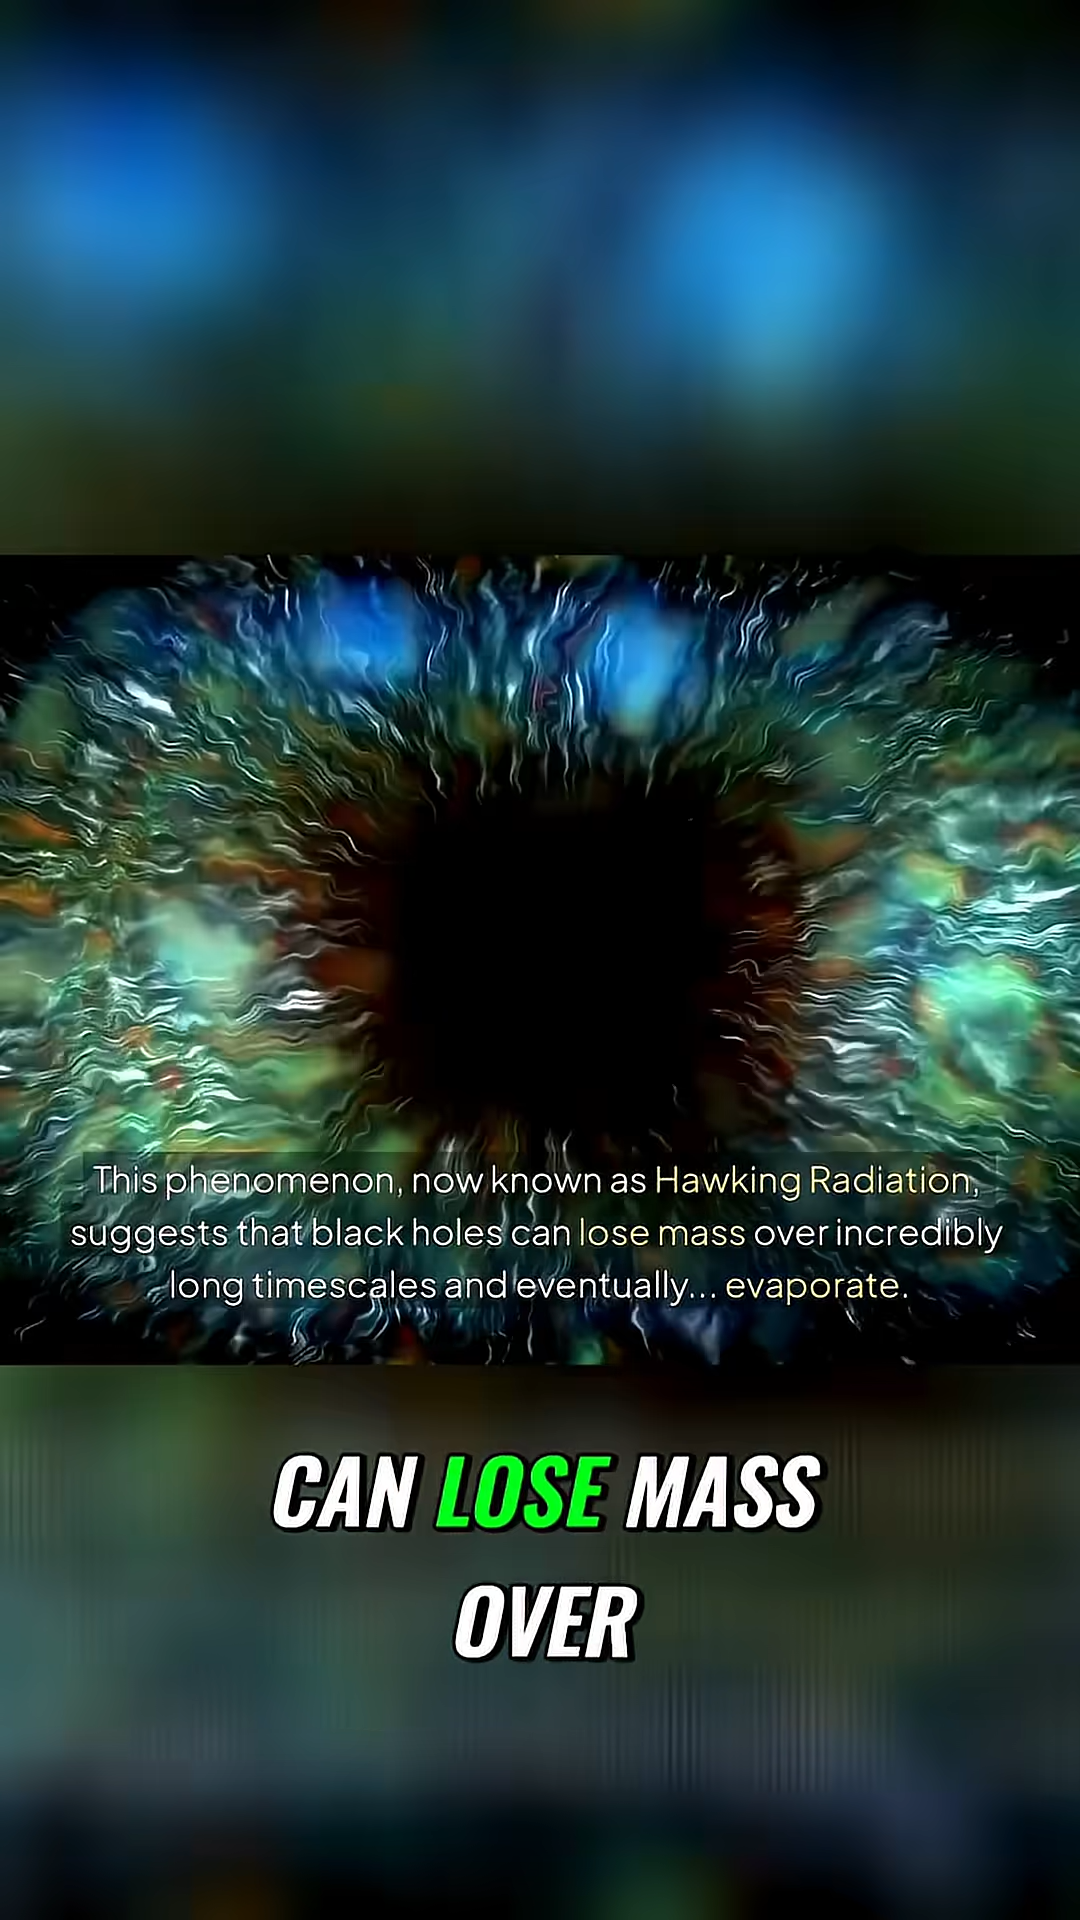 This phenomenon, now known as Hawking Radiation,
suggests that black holes can lose mass over incredibly
long timescales and eventually... evaporate.
CAN LOSE MASS
OVER